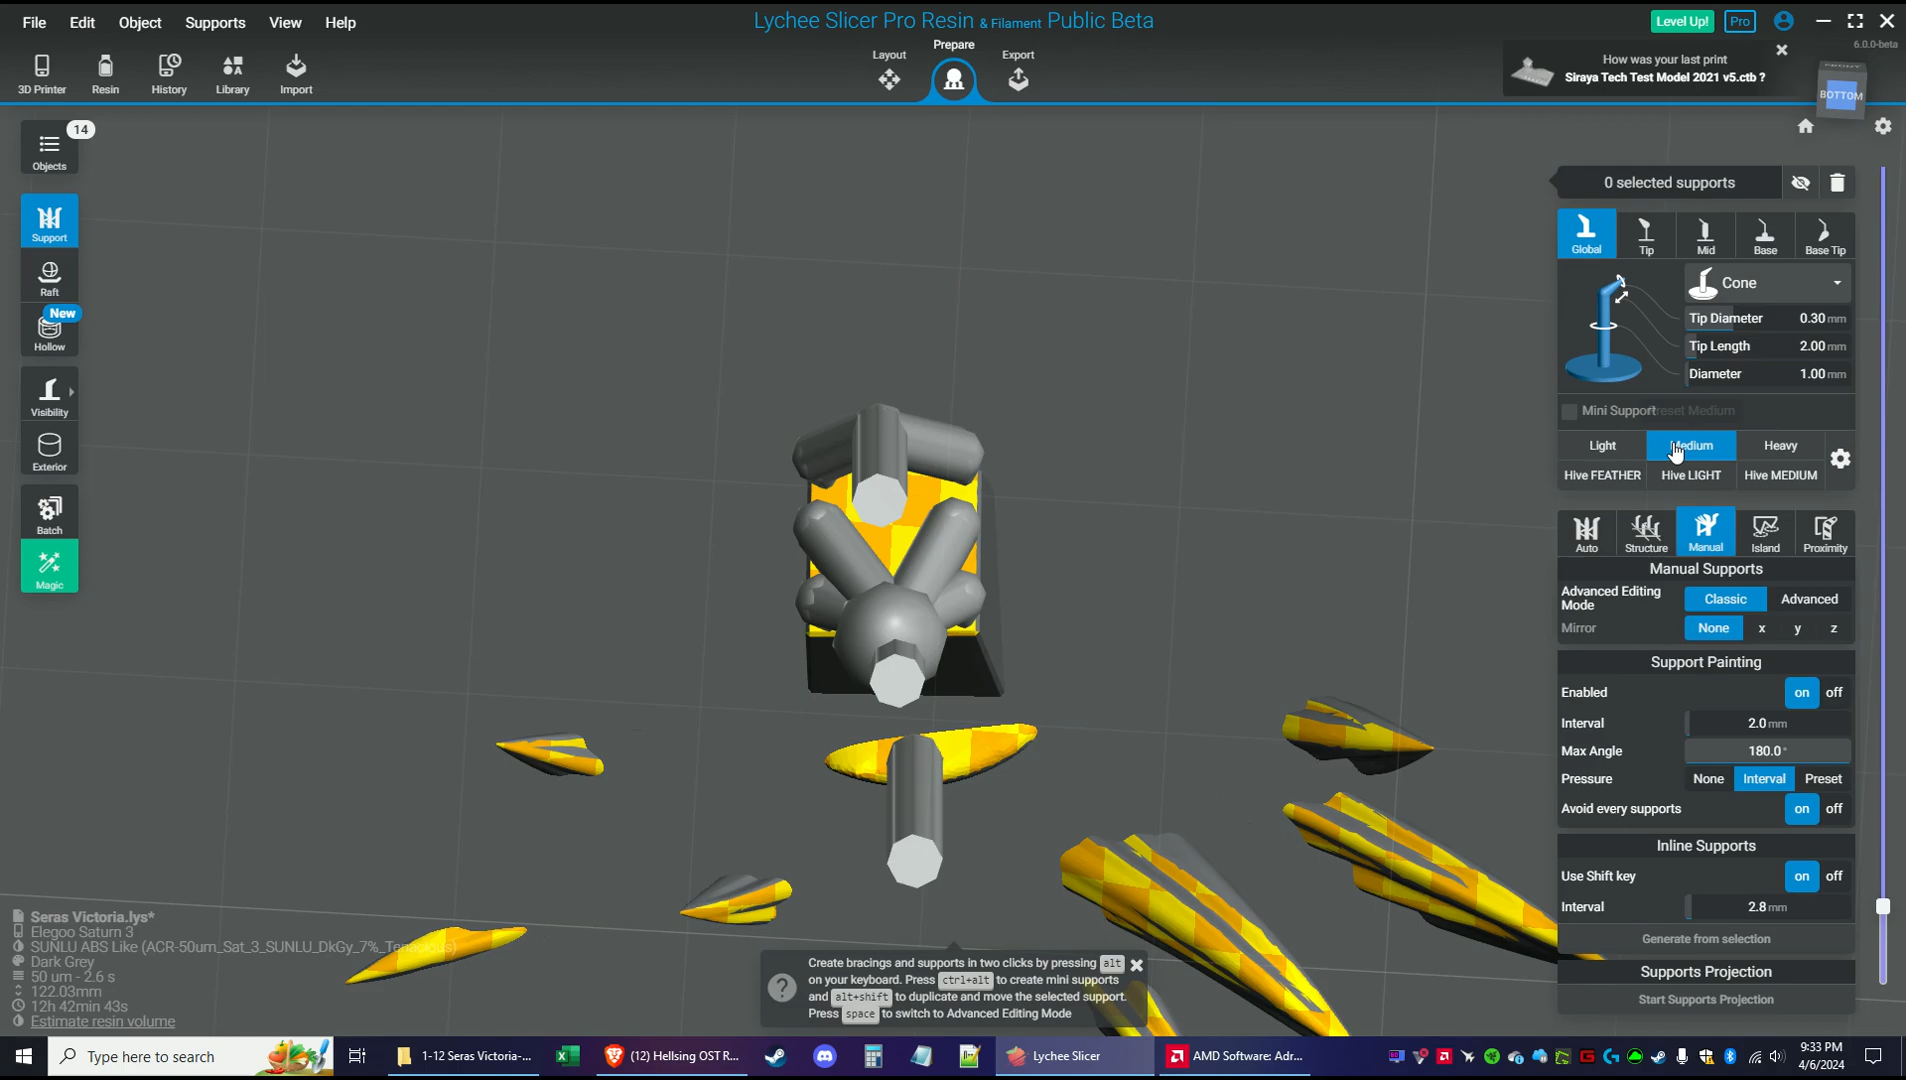 File Edit Object Supports View Help
Lychee Slicer Pro Resin & Filament Public Beta
Level Up! Pro
6.0.0-beta
3D Printer Resin History Library Import
Layout Prepare Export
How was your last print
Siraya Tech Test Model 2021 v5.ctb ?
BOTTOM
14
Objects
Support
Raft
New
Hollow
Visibility
Exterior
Batch
Magic
0 selected supports
Global Tip Mid Base Base Tip
Cone
Tip Diameter 0.30 mm
Tip Length 2.00 mm
Diameter 1.00 mm
Mini Support Preset Medium
Light Medium Heavy
Hive FEATHER Hive LIGHT Hive MEDIUM
Auto Structure Manual Island Proximity
Manual Supports
Advanced Editing Mode Classic Advanced
Mirror None x y z
Support Painting
Enabled on off
Interval 2.0 mm
Max Angle 180.0 °
Pressure None Interval Preset
Avoid every supports on off
Inline Supports
Use Shift key on off
Interval 2.8 mm
Generate from selection
Supports Projection
Start Supports Projection
Seras Victoria.lys*
Elegoo Saturn 3
SUNLU ABS Like (ACR-50um_Sat_3_SUNLU_DkGy_7%_Tenacious)
Dark Grey
50 um - 2.6 s
122.03mm
12h 42min 43s
Estimate resin volume
Create bracings and supports in two clicks by pressing alt
on your keyboard. Press ctrl+alt to create mini supports
and alt+shift to duplicate and move the selected support.
Press space to switch to Advanced Editing Mode
Type here to search
1-12 Seras Victoria-...
(12) Hellsing OST R...
Lychee Slicer
AMD Software: Adr...
9:33 PM
4/6/2024